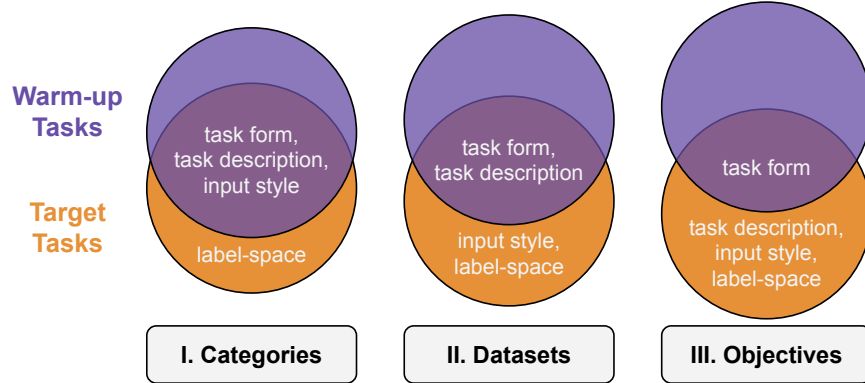 Warm-up
Tasks
Target
Tasks
task form,
task description,
input style
label-space
I. Categories
task form,
task description
input style,
label-space
II. Datasets
task form
task description,
input style,
label-space
III. Objectives